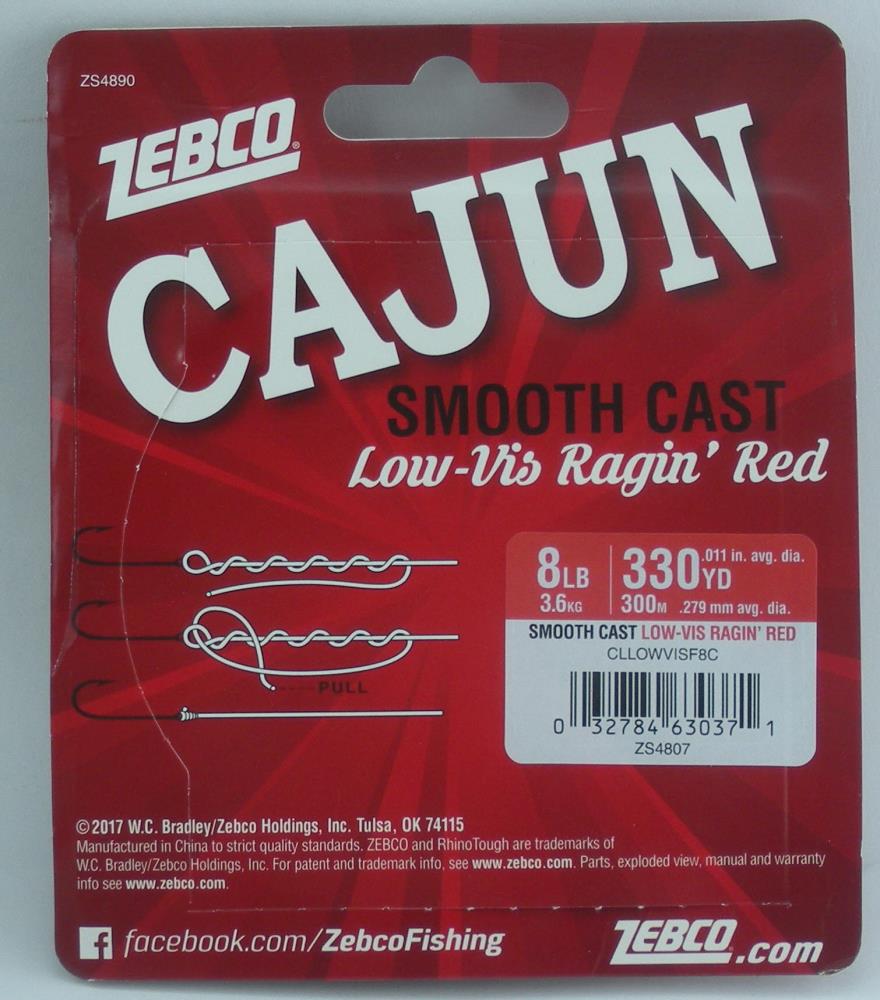 ZS4890
ZEBCO®
CAJUN
SMOOTH CAST
Low-Vis Ragin' Red
8LB 330YD .011 in. avg. dia.
3.6KG 300M .279 mm avg. dia.
SMOOTH CAST LOW-VIS RAGIN' RED
CLLOWVISF8C
0 32784 63037 1
ZS4807
PULL
©2017 W.C. Bradley/Zebco Holdings, Inc. Tulsa, OK 74115
Manufactured in China to strict quality standards. ZEBCO and RhinoTough are trademarks of
W.C. Bradley/Zebco Holdings, Inc. For patent and trademark info, see www.zebco.com. Parts, exploded view, manual and warranty
info see www.zebco.com.
f facebook.com/ZebcoFishing
ZEBCO.com